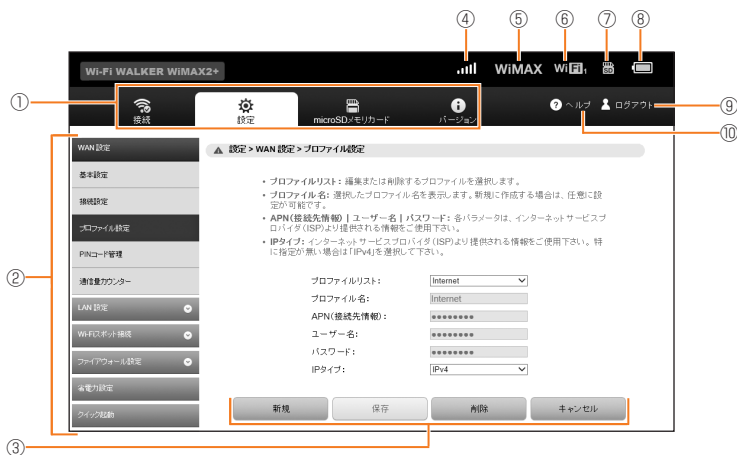 ④ ⑤ ⑥ ⑦ ⑧
Wi-Fi WALKER WiMAX2+
WiMAX Wi Fi 1 SD
①
接続 設定 microSDメモリカード バージョン ? ヘルプ ログアウト
⑨
⑩
②
WAN 設定
設定 > WAN 設定 > プロファイル設定
基本設定
接続設定
プロファイル設定
PINコード管理
通信量カウンター
LAN 設定
Wi-Fiスポット接続
ファイアウォール設定
省電力設定
クイック起動
• プロファイルリスト: 編集または削除するプロファイルを選択します。
• プロファイル名: 選択したプロファイル名を表示します。新規に作成する場合は、任意に設
定が可能です。
• APN(接続先情報) | ユーザー名 | パスワード: 各パラメータは、インターネットサービスプ
ロバイダ(ISP)より提供される情報をご使用下さい。
• IPタイプ: インターネットサービスプロバイダ(ISP)より提供される情報をご使用下さい。特
に指定が無い場合は「IPv4」を選択して下さい。
プロファイルリスト: Internet
プロファイル名: Internet
APN(接続先情報): ●●●●●●●●
ユーザー名: ●●●●●●●●
パスワード: ●●●●●●●●
IPタイプ: IPv4
新規 保存 削除 キャンセル
③